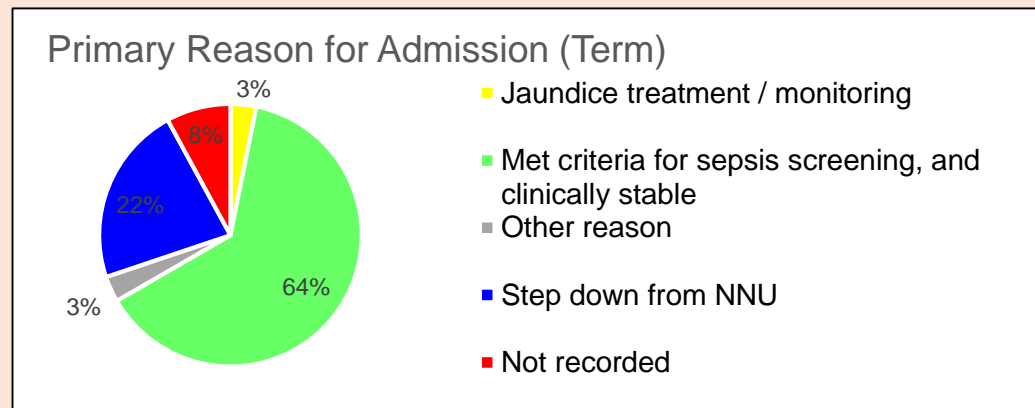 Primary Reason for Admission (Term)
3%
8%
22%
64%
3%
Jaundice treatment / monitoring
Met criteria for sepsis screening, and
clinically stable
Other reason
Step down from NNU
Not recorded